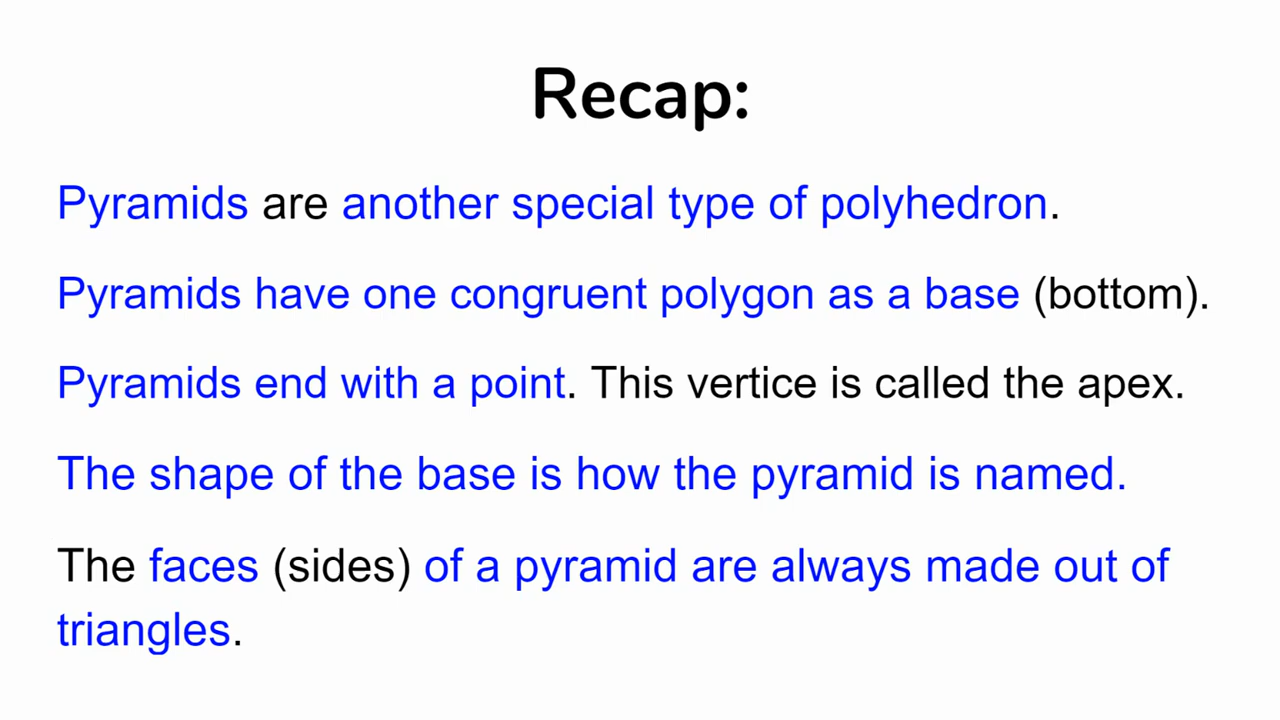 Recap:
Pyramids are another special type of polyhedron.
Pyramids have one congruent polygon as a base (bottom).
Pyramids end with a point. This vertice is called the apex.
The shape of the base is how the pyramid is named.
The faces (sides) of a pyramid are always made out of
triangles.